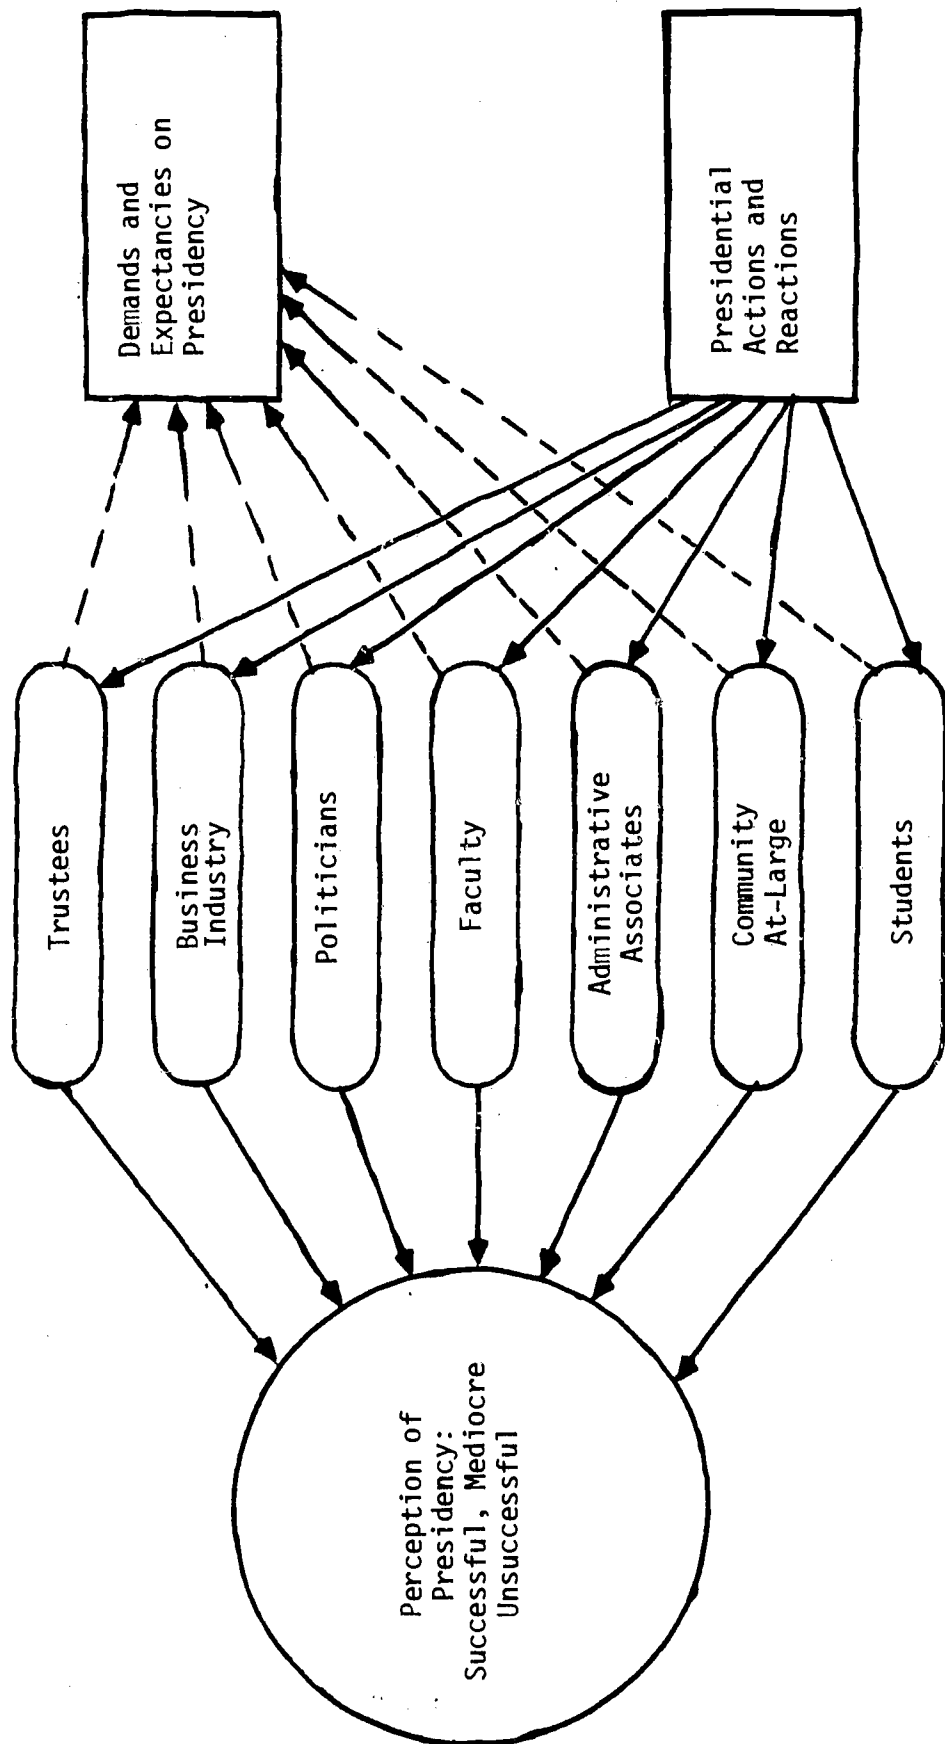 Perception of
Presidency:
Successful, Mediocre
Unsuccessful
Trustees
Business
Industry
Politicians
Faculty
Administrative
Associates
Community
At-Large
Students
Demands and
Expectancies on
Presidency
Presidential
Actions and
Reactions